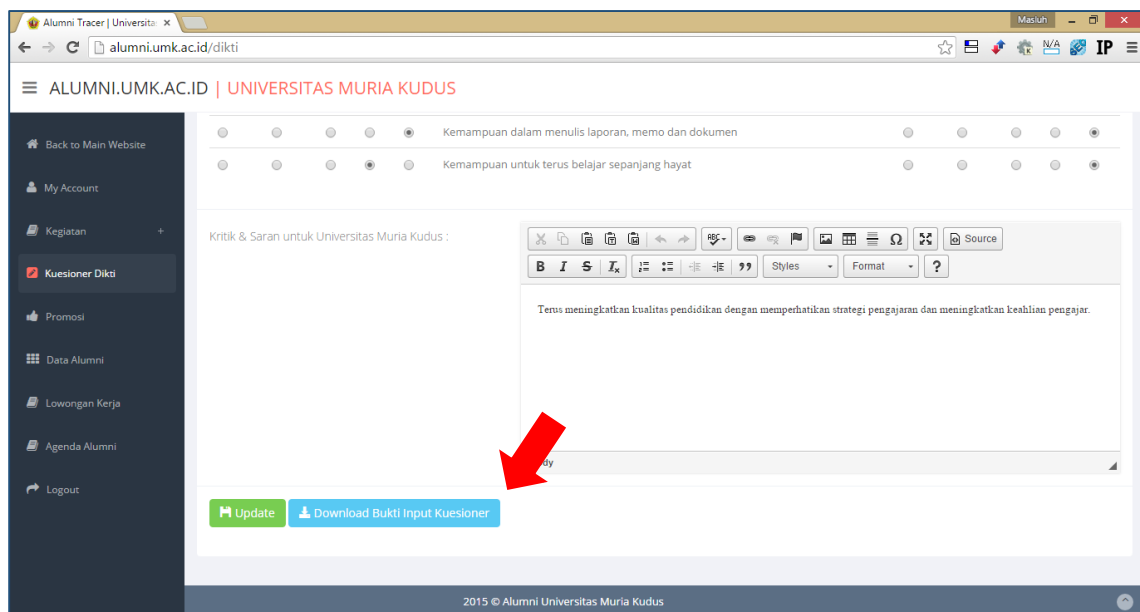 Alumni Tracer | Universita
Masluh
alumni.umk.ac.id/dikti
N/A
IP
ALUMNI.UMK.AC.ID | UNIVERSITAS MURIA KUDUS
Back to Main Website
My Account
Kegiatan +
Kuesioner Dikti
Promosi
Data Alumni
Lowongan Kerja
Agenda Alumni
Logout
Kemampuan dalam menulis laporan, memo dan dokumen
Kemampuan untuk terus belajar sepanjang hayat
Kritik & Saran untuk Universitas Muria Kudus :
ABC
Ω
Source
B I S Ix
Styles
Format
?
Terus meningkatkan kualitas pendidikan dengan memperhatikan strategi pengajaran dan meningkatkan keahlian pengajar.
dy
Update
Download Bukti Input Kuesioner
2015 © Alumni Universitas Muria Kudus